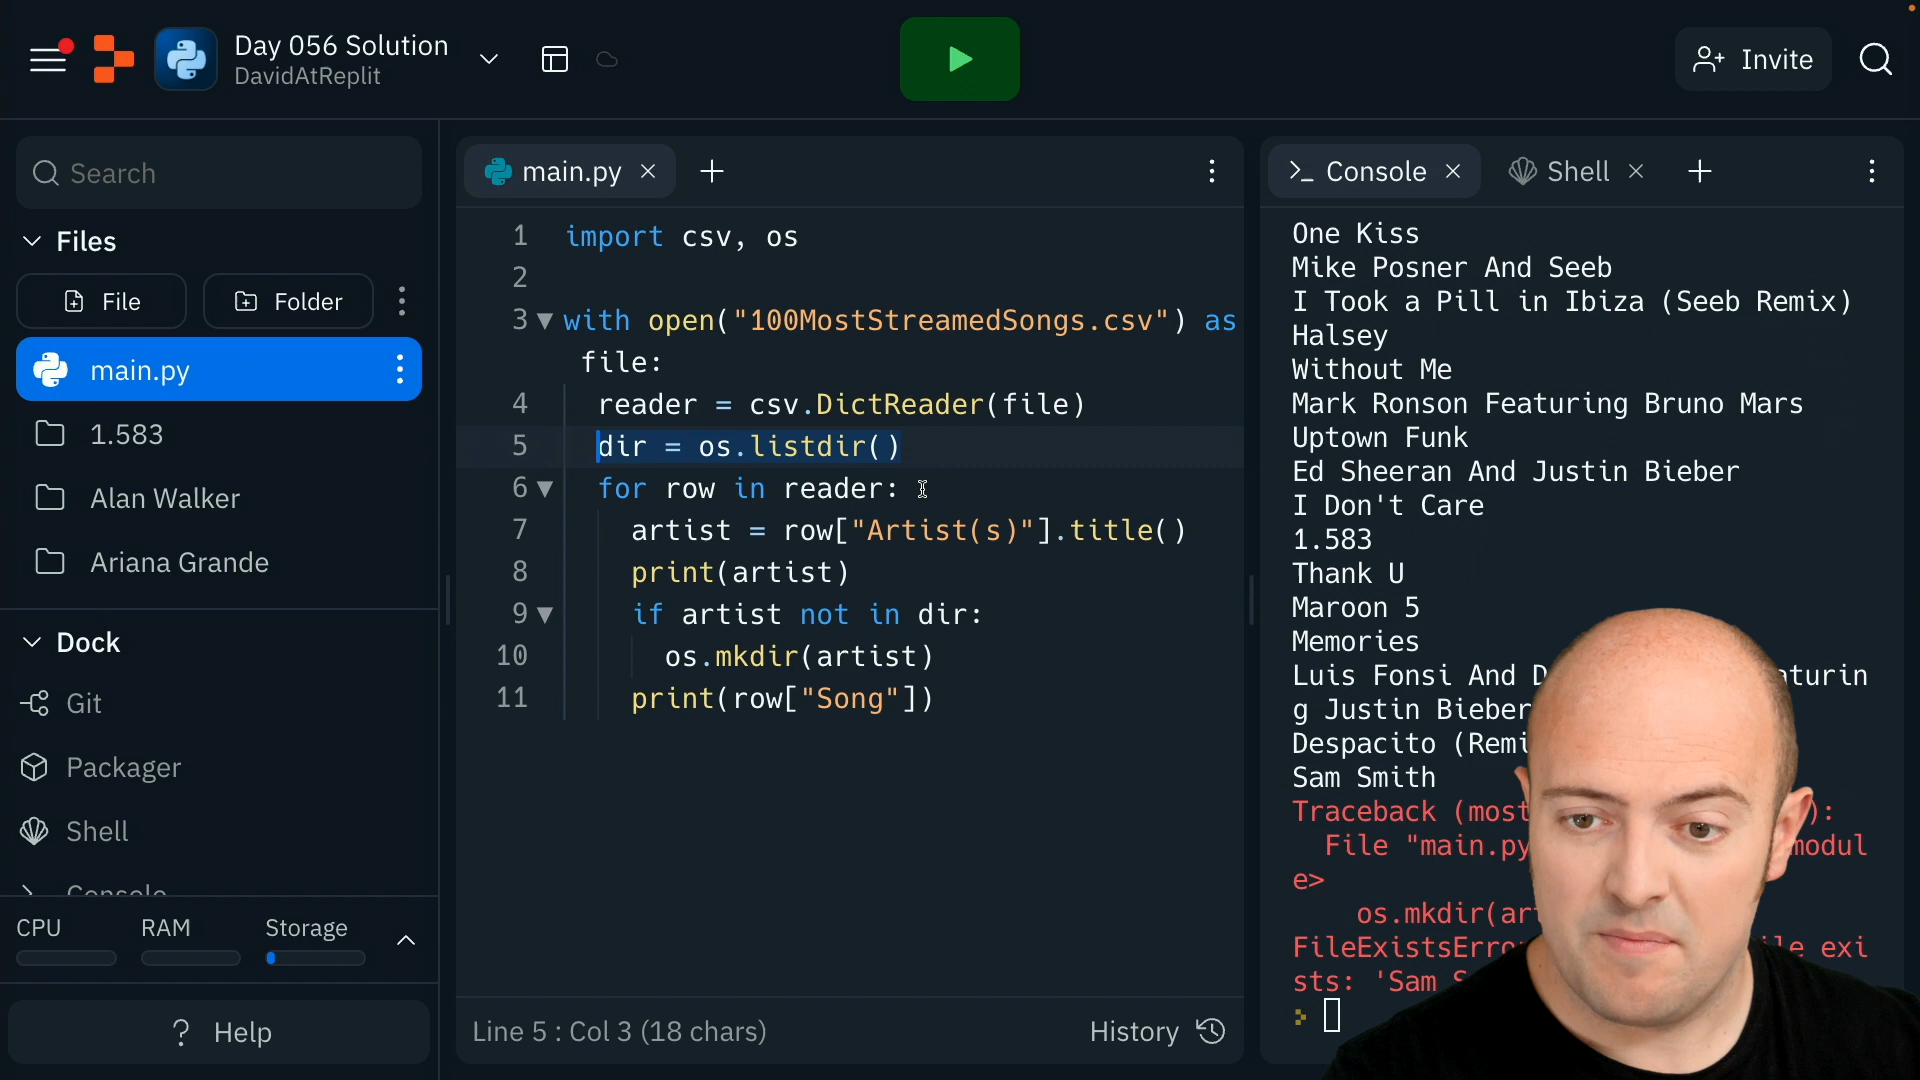 Day 056 Solution
DavidAtReplit
Invite
Search
Files
File
Folder
main.py
1.583
Alan Walker
Ariana Grande
Dock
Git
Packager
Shell
Console
CPU
RAM
Storage
Help
main.py
1 import csv, os
2
3 with open("100MostStreamedSongs.csv") as
file:
4 reader = csv.DictReader(file)
5 dir = os.listdir()
6 for row in reader:
7 artist = row["Artist(s)"].title()
8 print(artist)
9 if artist not in dir:
10 os.mkdir(artist)
11 print(row["Song"])
Line 5 : Col 3 (18 chars)
History
Console
Shell
One Kiss
Mike Posner And Seeb
I Took a Pill in Ibiza (Seeb Remix)
Halsey
Without Me
Mark Ronson Featuring Bruno Mars
Uptown Funk
Ed Sheeran And Justin Bieber
I Don't Care
1.583
Thank U
Maroon 5
Memories
Luis Fonsi And D aturin
g Justin Bieber
Despacito (Remi
Sam Smith
Traceback (most ):
File "main.py modul
e>
os.mkdir(ar
FileExistsErro ile exi
sts: 'Sam S